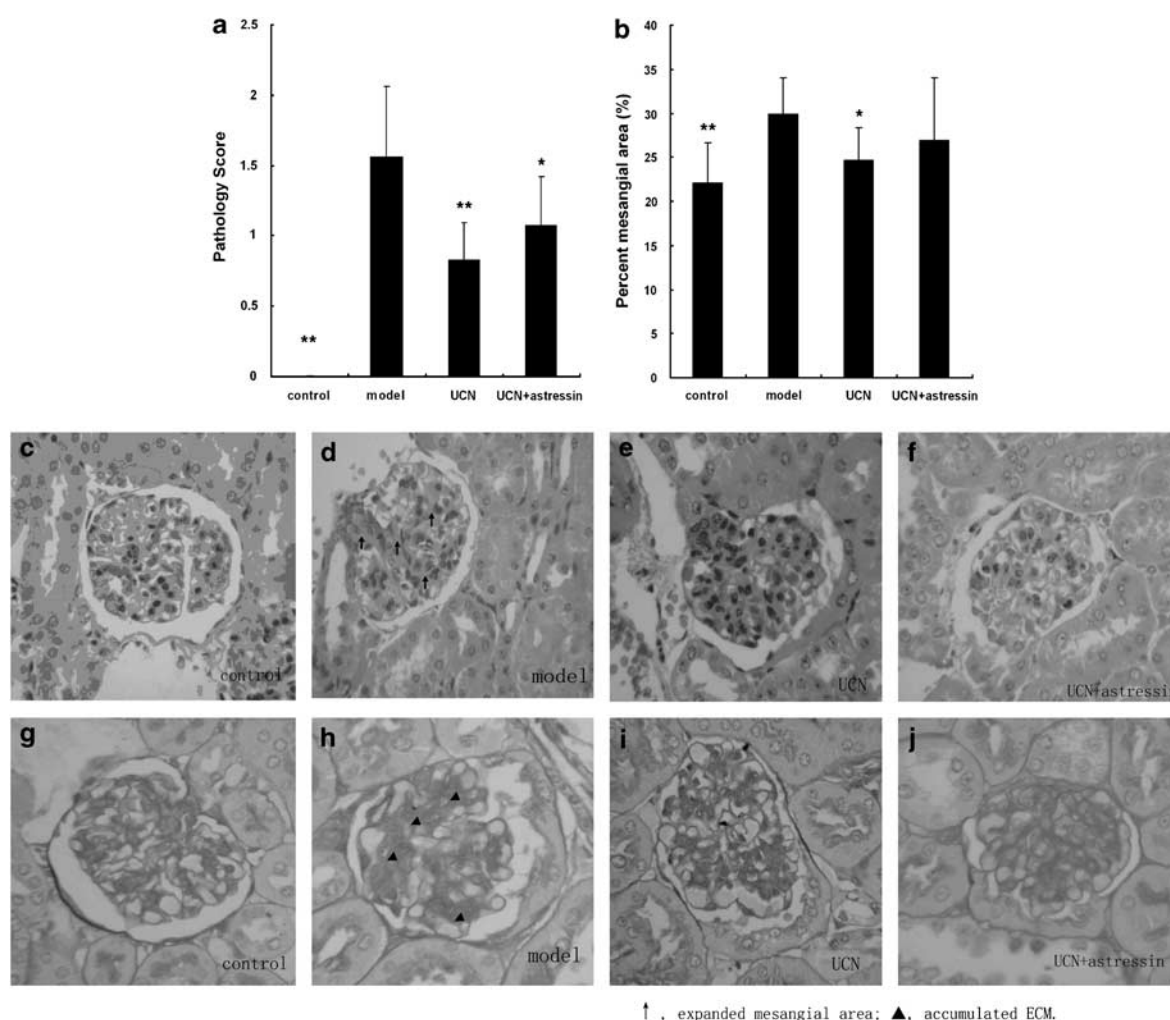 a
Pathology Score
2.5
2
1.5
1
0.5
0
**
**
*
control model UCN UCN+astressin
b
Percent mesangial area (%)
40
35
30
25
20
15
10
5
0
**
*
control model UCN UCN+astressin
c
control
d
model
e
UCN
f
UCN+astressi
g
control
h
model
i
UCN
j
UCN+astressin
↑ , expanded mesangial area; ▲, accumulated ECM.